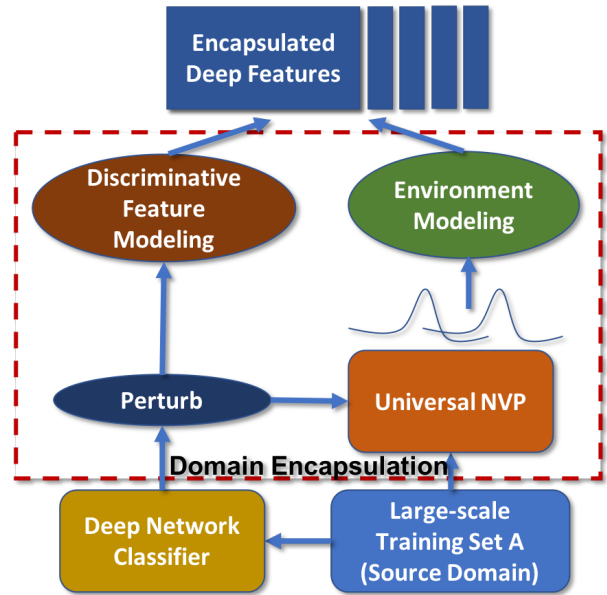 Encapsulated
Deep Features
Discriminative
Feature
Modeling
Environment
Modeling
Perturb
Universal NVP
Domain Encapsulation
Deep Network
Classifier
Large-scale
Training Set A
(Source Domain)